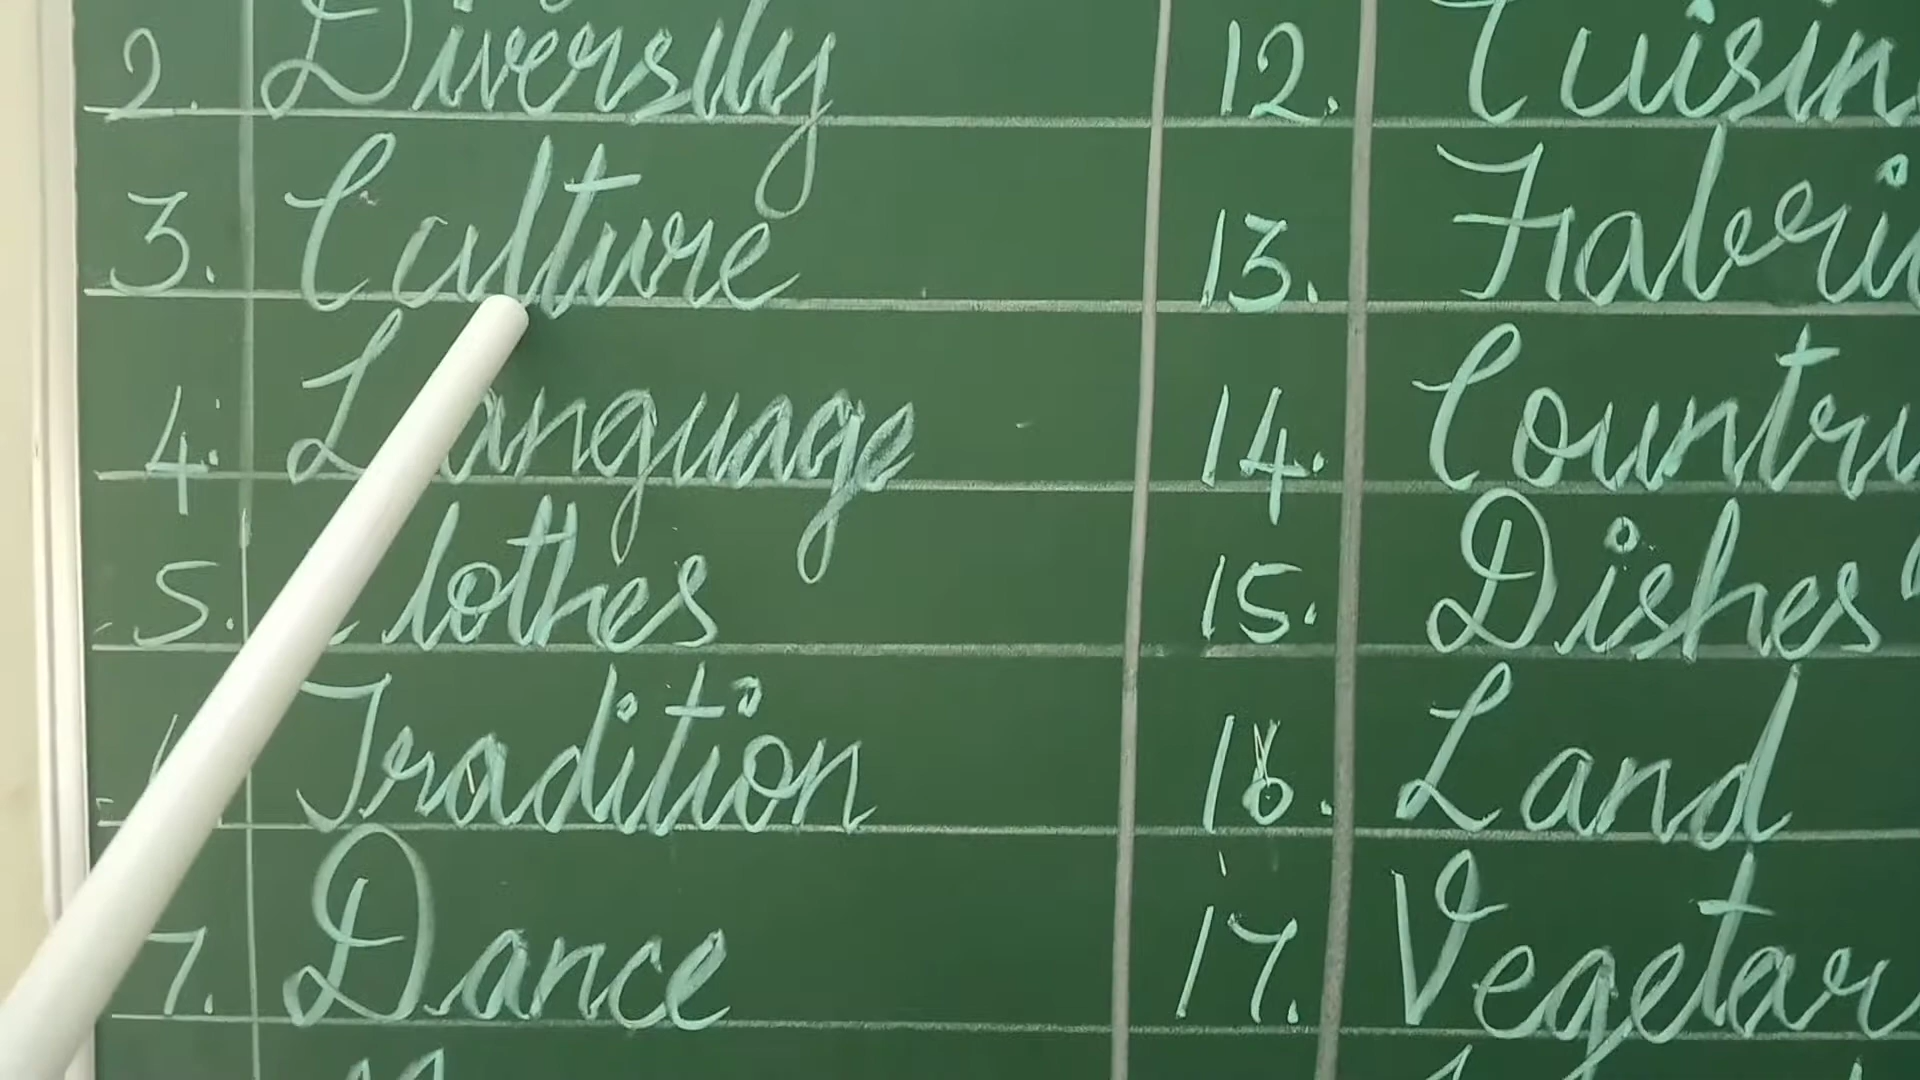 2. Diversity
3. Culture
4. Language
5. Clothes
Tradition
7. Dance
12. Cuisin
13. Fabri
14. Countr
15. Dishes
16. Land
17. Vegetar